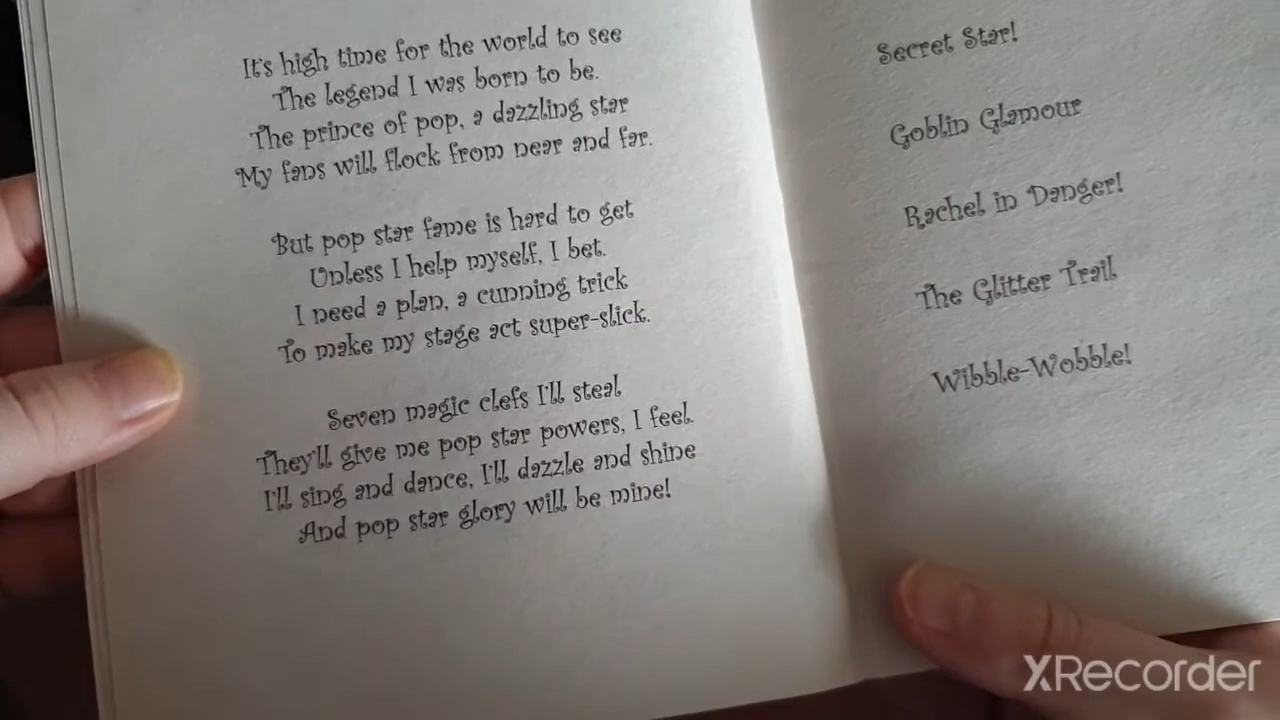 It's high time for the world to see
The legend I was born to be.
The prince of pop, a dazzling star
My fans will flock from near and far.
But pop star fame is hard to get
Unless I help myself, I bet.
I need a plan, a cunning trick
To make my stage act super-slick.
Seven magic clefs I'll steal
They'll give me pop star powers, I feel.
I'll sing and dance, I'll dazzle and shine
And pop star glory will be mine!
Secret Star!
Goblin Glamour
Rachel in Danger!
The Glitter Trail
Wibble-Wobble!
XRecorder